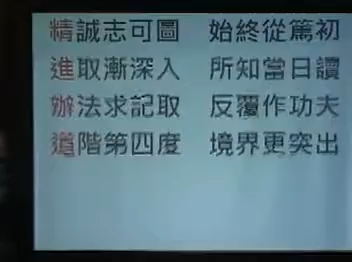 精誠志可圖　始終從篤初
進取漸深入　所知當日讀
辦法求記取　反覆作功夫
道階第四度　境界更突出